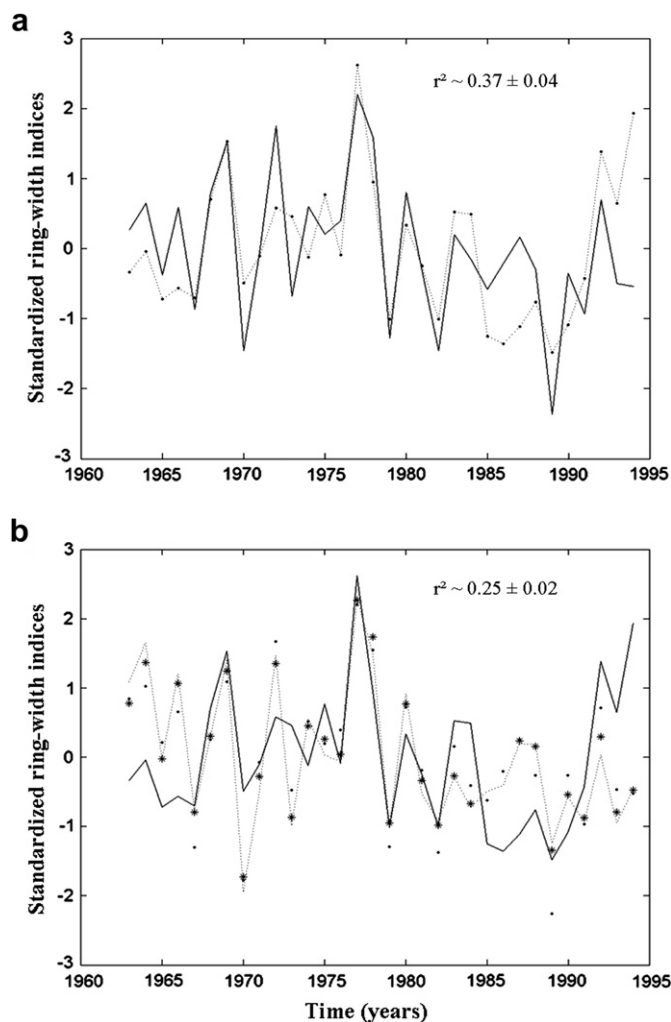 a
3
2
1
0
-1
-2
-3
r² ~ 0.37 ± 0.04
Standardized ring-width indices
1960 1965 1970 1975 1980 1985 1990 1995
b
3
2
1
0
-1
-2
-3
r² ~ 0.25 ± 0.02
Standardized ring-width indices
1960 1965 1970 1975 1980 1985 1990 1995
Time (years)